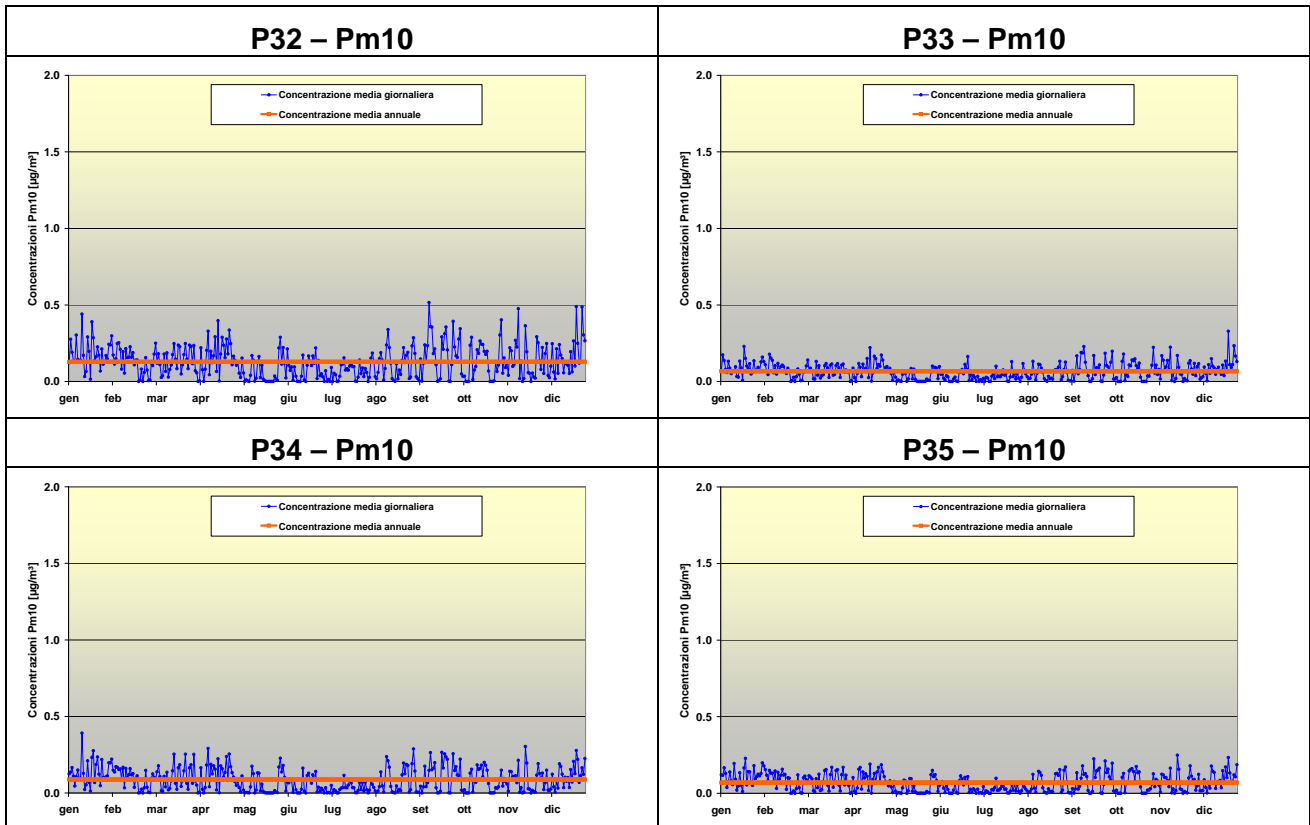 P32 – Pm10
P33 – Pm10
2.0
1.5
1.0
0.5
0.0
Concentrazioni Pm10 [µg/m³]
Concentrazione media giornaliera
Concentrazione media annuale
gen feb mar apr mag giu lug ago set ott nov dic
2.0
1.5
1.0
0.5
0.0
Concentrazioni Pm10 [µg/m³]
Concentrazione media giornaliera
Concentrazione media annuale
gen feb mar apr mag giu lug ago set ott nov dic
P34 – Pm10
P35 – Pm10
2.0
1.5
1.0
0.5
0.0
Concentrazioni Pm10 [µg/m³]
Concentrazione media giornaliera
Concentrazione media annuale
gen feb mar apr mag giu lug ago set ott nov dic
2.0
1.5
1.0
0.5
0.0
Concentrazioni Pm10 [µg/m³]
Concentrazione media giornaliera
Concentrazione media annuale
gen feb mar apr mag giu lug ago set ott nov dic